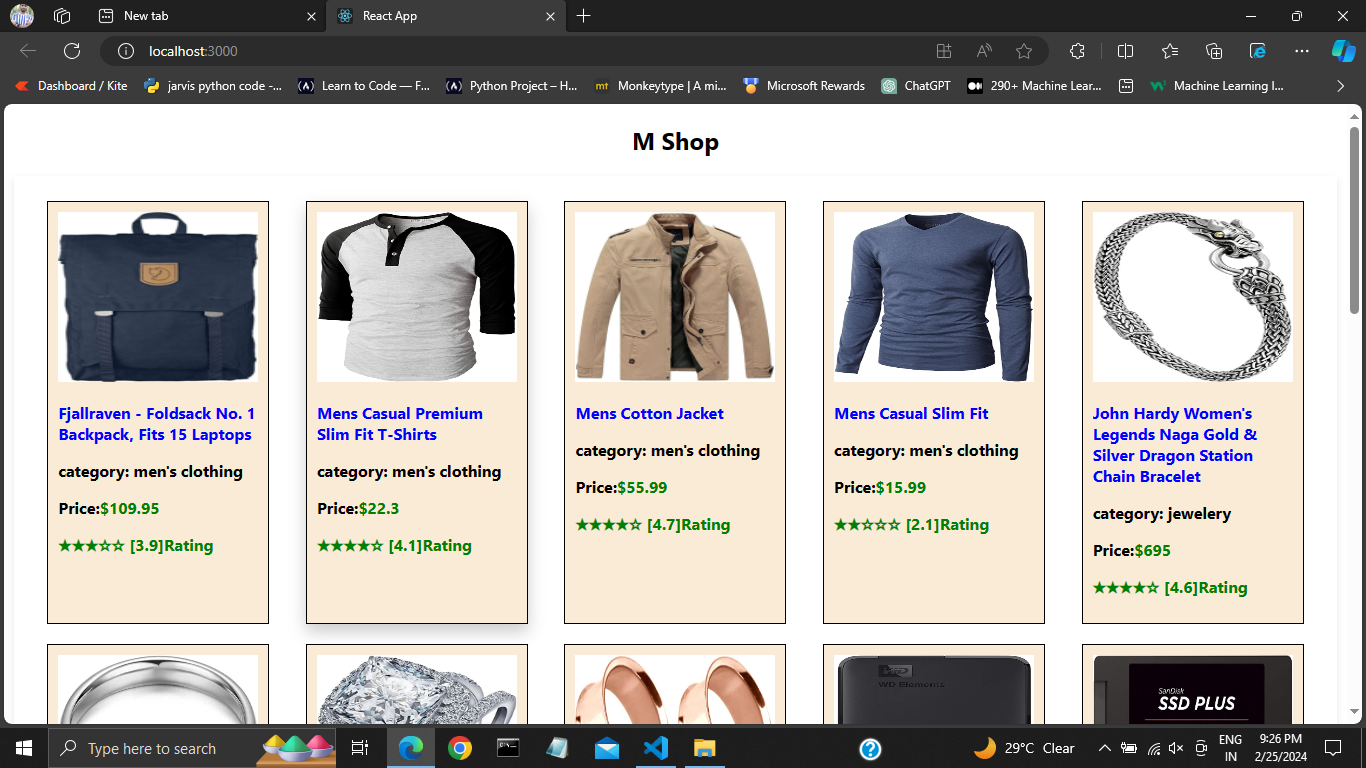 New tab
React App
localhost:3000
Dashboard / Kite
jarvis python code -...
Learn to Code — F...
Python Project – H...
mt
Monkeytype | A mi...
Microsoft Rewards
ChatGPT
290+ Machine Lear...
Machine Learning I...
M Shop
Fjallraven - Foldsack No. 1
Backpack, Fits 15 Laptops
category: men's clothing
Price:$109.95
★★★☆☆ [3.9]Rating
Mens Casual Premium
Slim Fit T-Shirts
category: men's clothing
Price:$22.3
★★★★☆ [4.1]Rating
Mens Cotton Jacket
category: men's clothing
Price:$55.99
★★★★☆ [4.7]Rating
Mens Casual Slim Fit
category: men's clothing
Price:$15.99
★★☆☆☆ [2.1]Rating
John Hardy Women's
Legends Naga Gold &
Silver Dragon Station
Chain Bracelet
category: jewelery
Price:$695
★★★★☆ [4.6]Rating
WD Elements
SanDisk
SSD PLUS
Type here to search
29°C Clear
ENG
IN
9:26 PM
2/25/2024